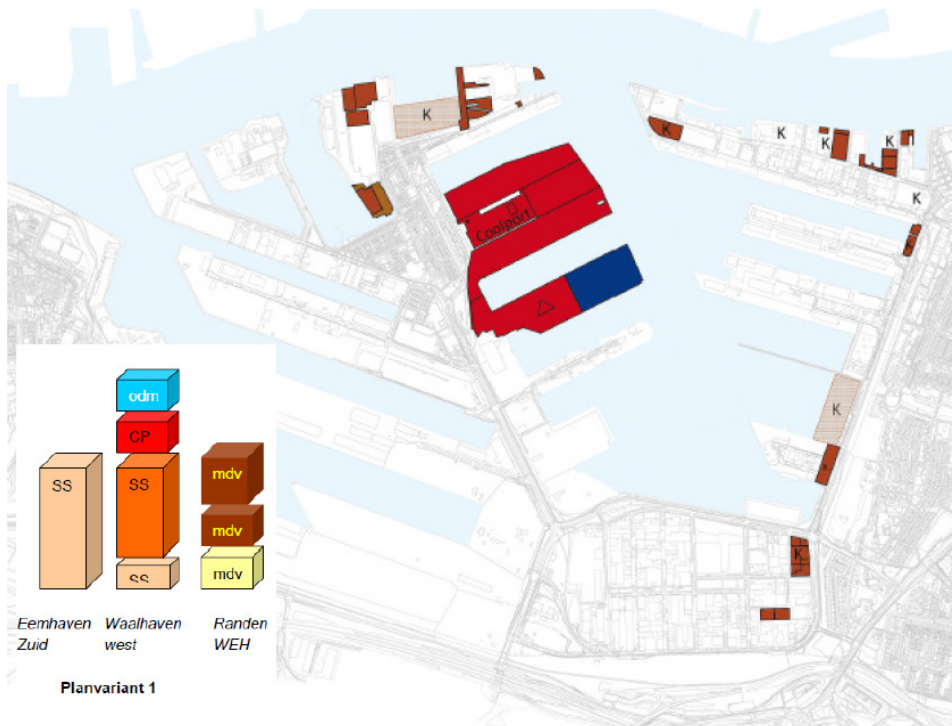 K
K
K
K
K
K
Coolport
K
K
K
odm
CP
SS
SS
mdv
mdv
SS
mdv
Eemhaven
Zuid
Waalhaven
west
Randen
WEH
Planvariant 1